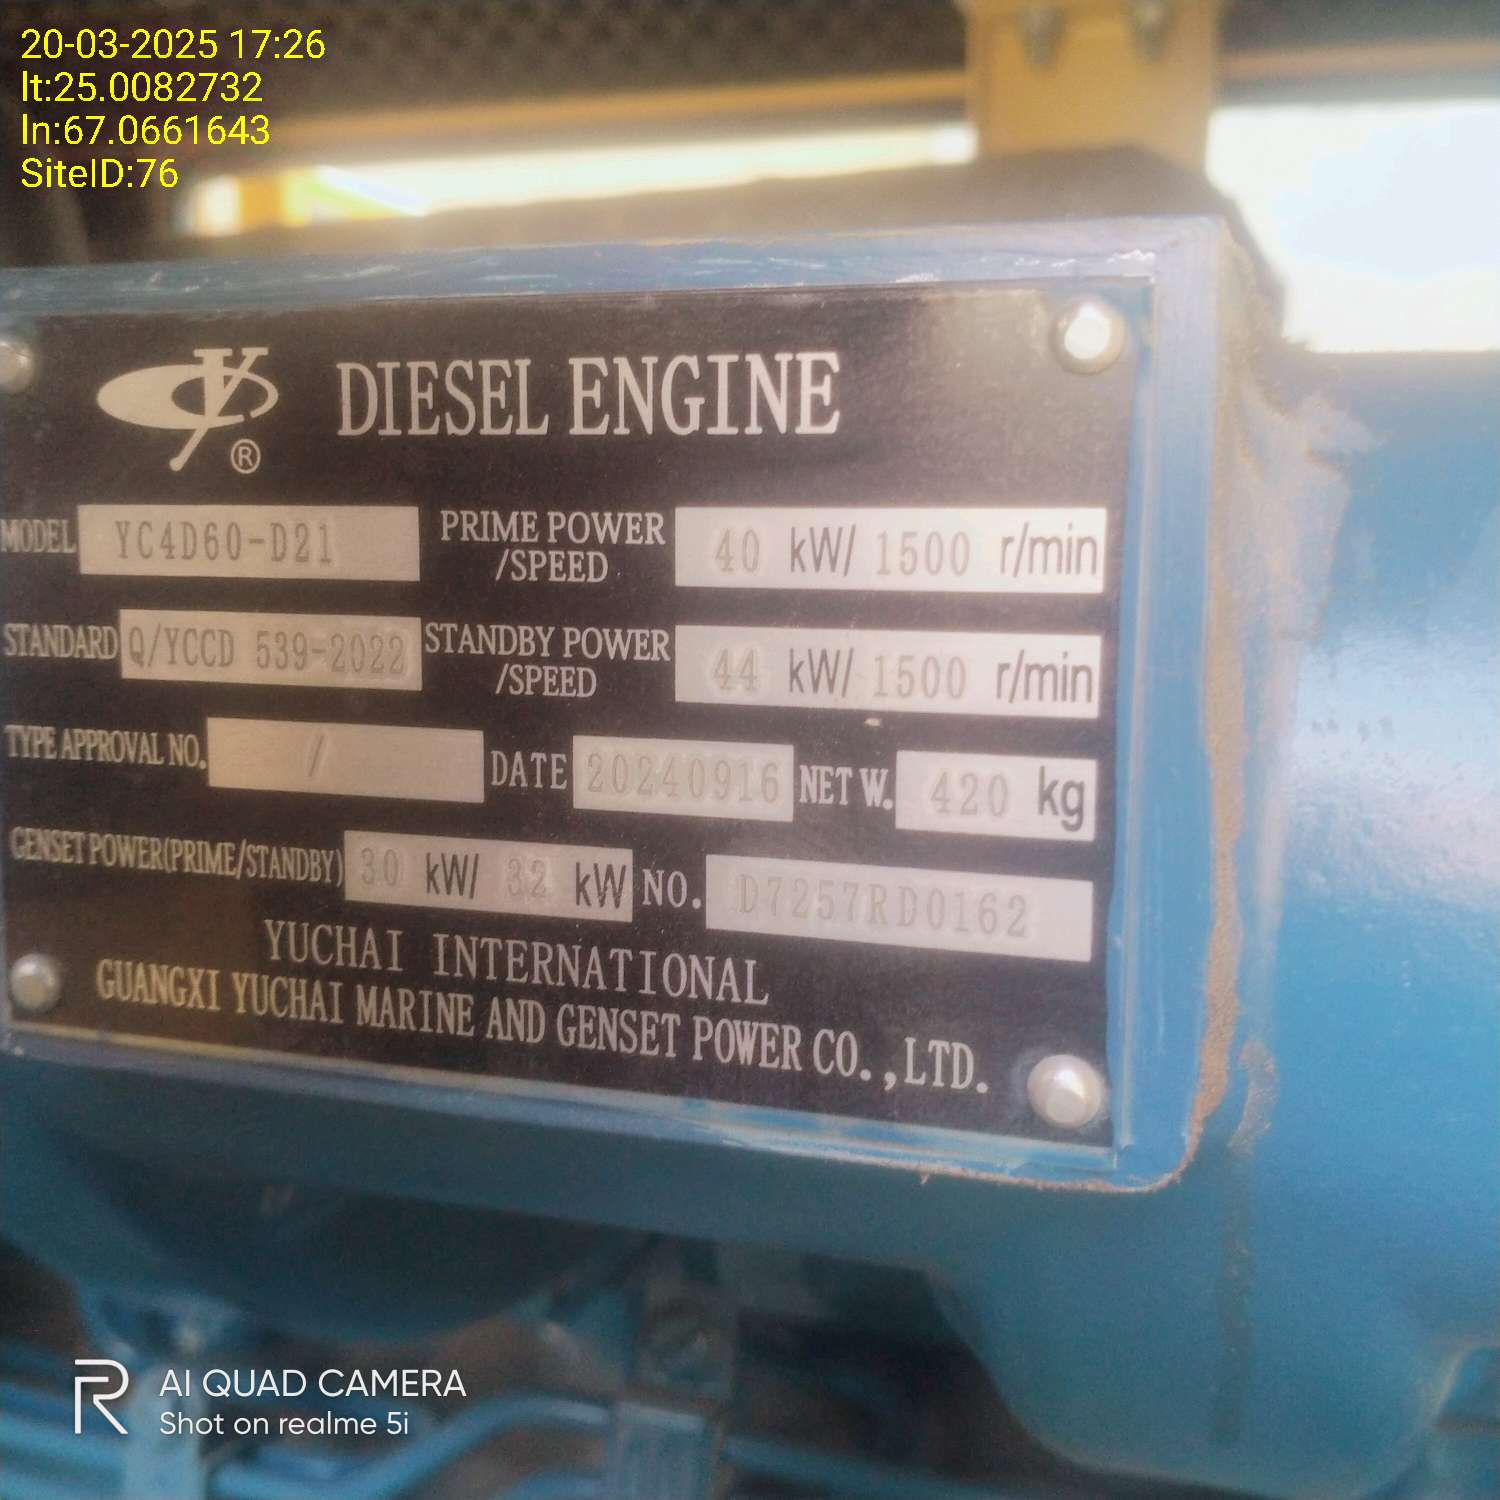 20-03-2025 17:26
lt:25.0082732
ln:67.0661643
SiteID:76
YC ® DIESEL ENGINE
MODEL YC4D60-D21 PRIME POWER /SPEED 40 kW/ 1500 r/min
STANDARD Q/YCCD 539-2022 STANDBY POWER /SPEED 44 kW/ 1500 r/min
TYPE APPROVAL NO. / DATE 20240916 NET W. 420 kg
GENSET POWER(PRIME/STANDBY) 30 kW/ 32 kW NO. D7257RD0162
YUCHAI INTERNATIONAL
GUANGXI YUCHAI MARINE AND GENSET POWER CO.,LTD.
R AI QUAD CAMERA
Shot on realme 5i